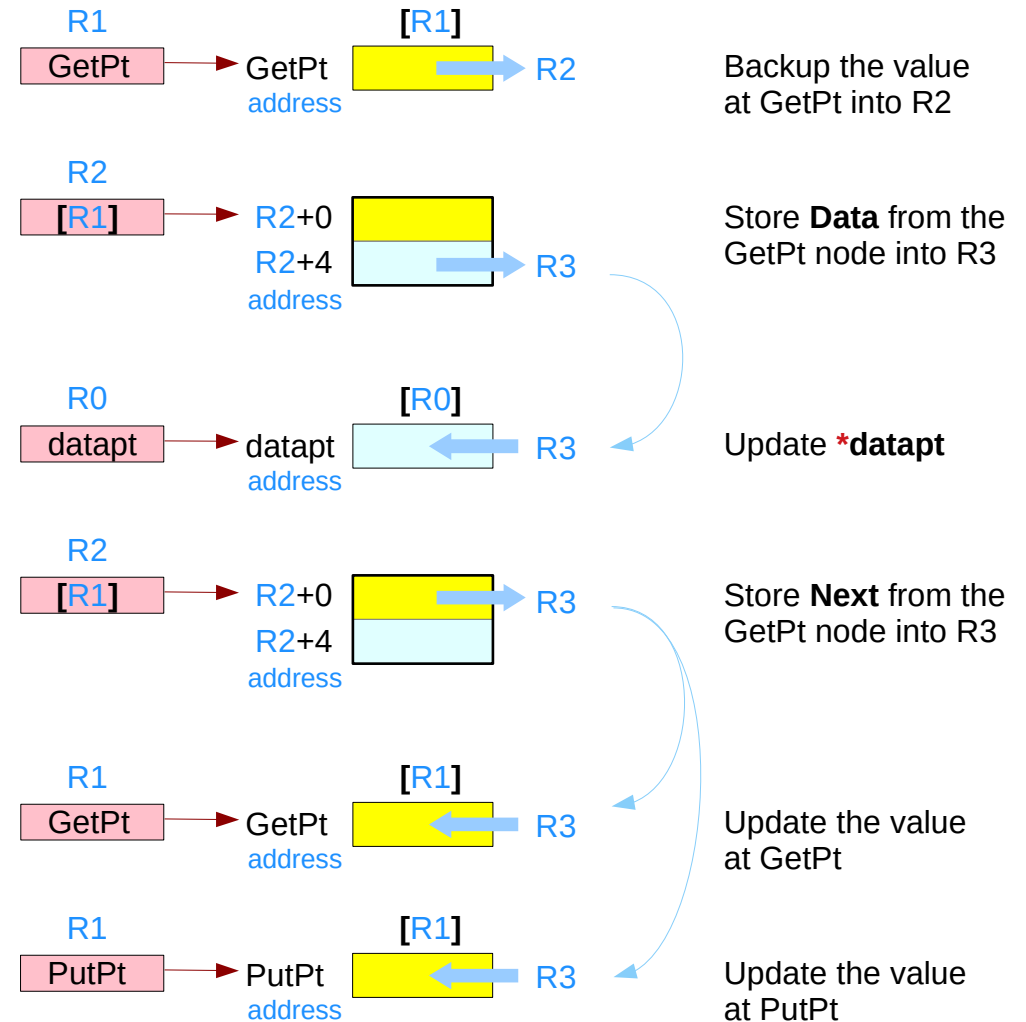 R1 [R1]
GetPt GetPt R2 Backup the value
address at GetPt into R2
R2
[R1] R2+0 Store Data from the
R2+4 R3 GetPt node into R3
address
R0 [R0]
datapt datapt R3 Update *datapt
address
R2
[R1] R2+0 R3 Store Next from the
R2+4 GetPt node into R3
address
R1 [R1]
GetPt GetPt R3 Update the value
address at GetPt
R1 [R1]
PutPt PutPt R3 Update the value
address at PutPt